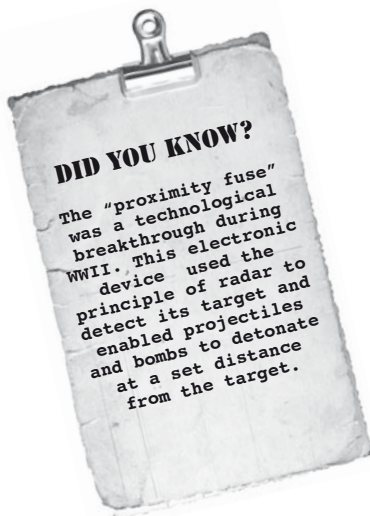 DID YOU KNOW?
The "proximity fuse"
was a technological
breakthrough during
WWII. This electronic
device used the
principle of radar to
detect its target and
enabled projectiles
and bombs to detonate
at a set distance
from the target.